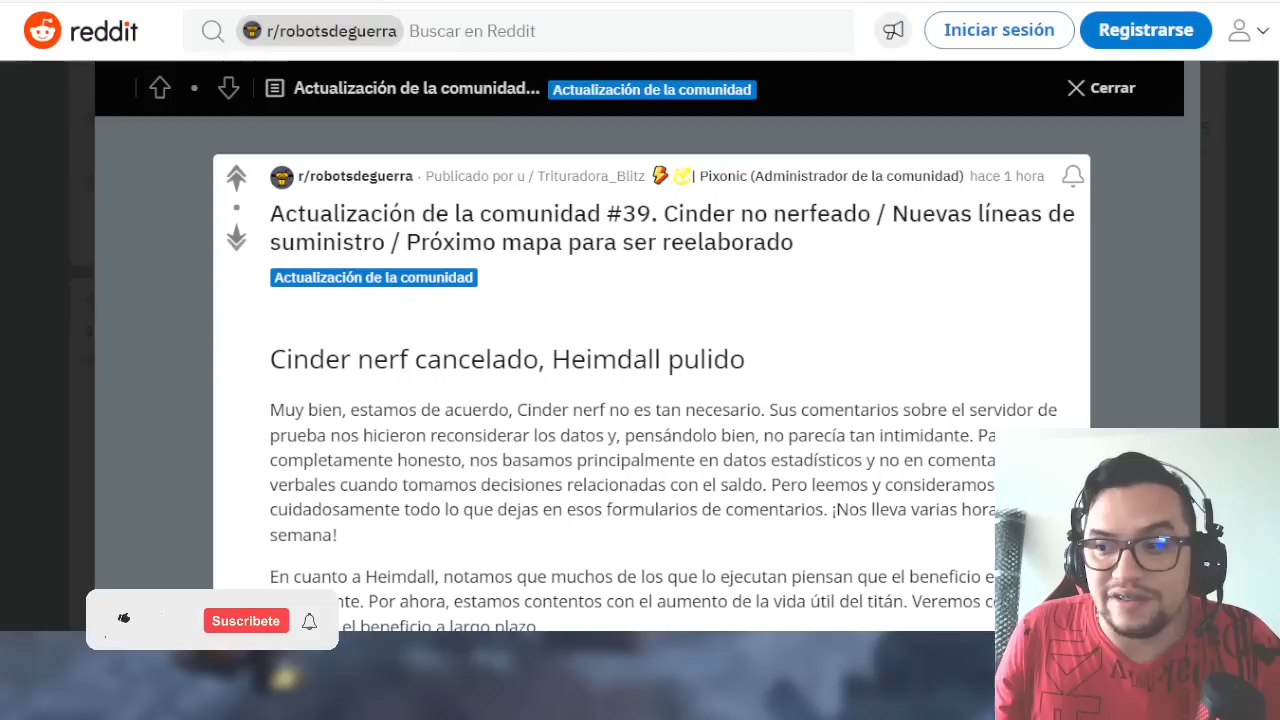 reddit
r/robotsdeguerra Buscar en Reddit
Iniciar sesión
Registrarse
Actualización de la comunidad... Actualización de la comunidad
Cerrar
r/robotsdeguerra · Publicado por u / Trituradora_Blitz | Pixonic (Administrador de la comunidad) hace 1 hora
Actualización de la comunidad #39. Cinder no nerfeado / Nuevas líneas de
suministro / Próximo mapa para ser reelaborado
Actualización de la comunidad
Cinder nerf cancelado, Heimdall pulido
Muy bien, estamos de acuerdo, Cinder nerf no es tan necesario. Sus comentarios sobre el servidor de
prueba nos hicieron reconsiderar los datos y, pensándolo bien, no parecía tan intimidante. Pa
completamente honesto, nos basamos principalmente en datos estadísticos y no en comenta
verbales cuando tomamos decisiones relacionadas con el saldo. Pero leemos y consideramos
cuidadosamente todo lo que dejas en esos formularios de comentarios. ¡Nos lleva varias hora
semana!
En cuanto a Heimdall, notamos que muchos de los que lo ejecutan piensan que el beneficio e
nte. Por ahora, estamos contentos con el aumento de la vida útil del titán. Veremos c
el beneficio a largo plazo
Suscribete